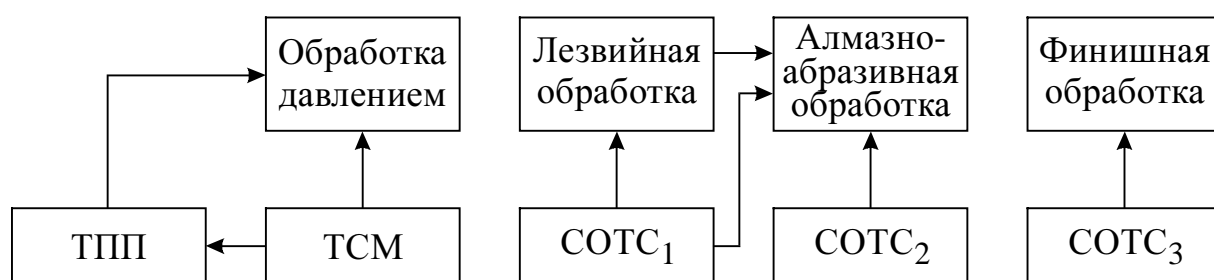 Обработка
давлением
Лезвийная
обработка
Алмазно-
абразивная
обработка
Финишная
обработка
ТПП
ТСМ
СОТС1
СОТС2
СОТС3